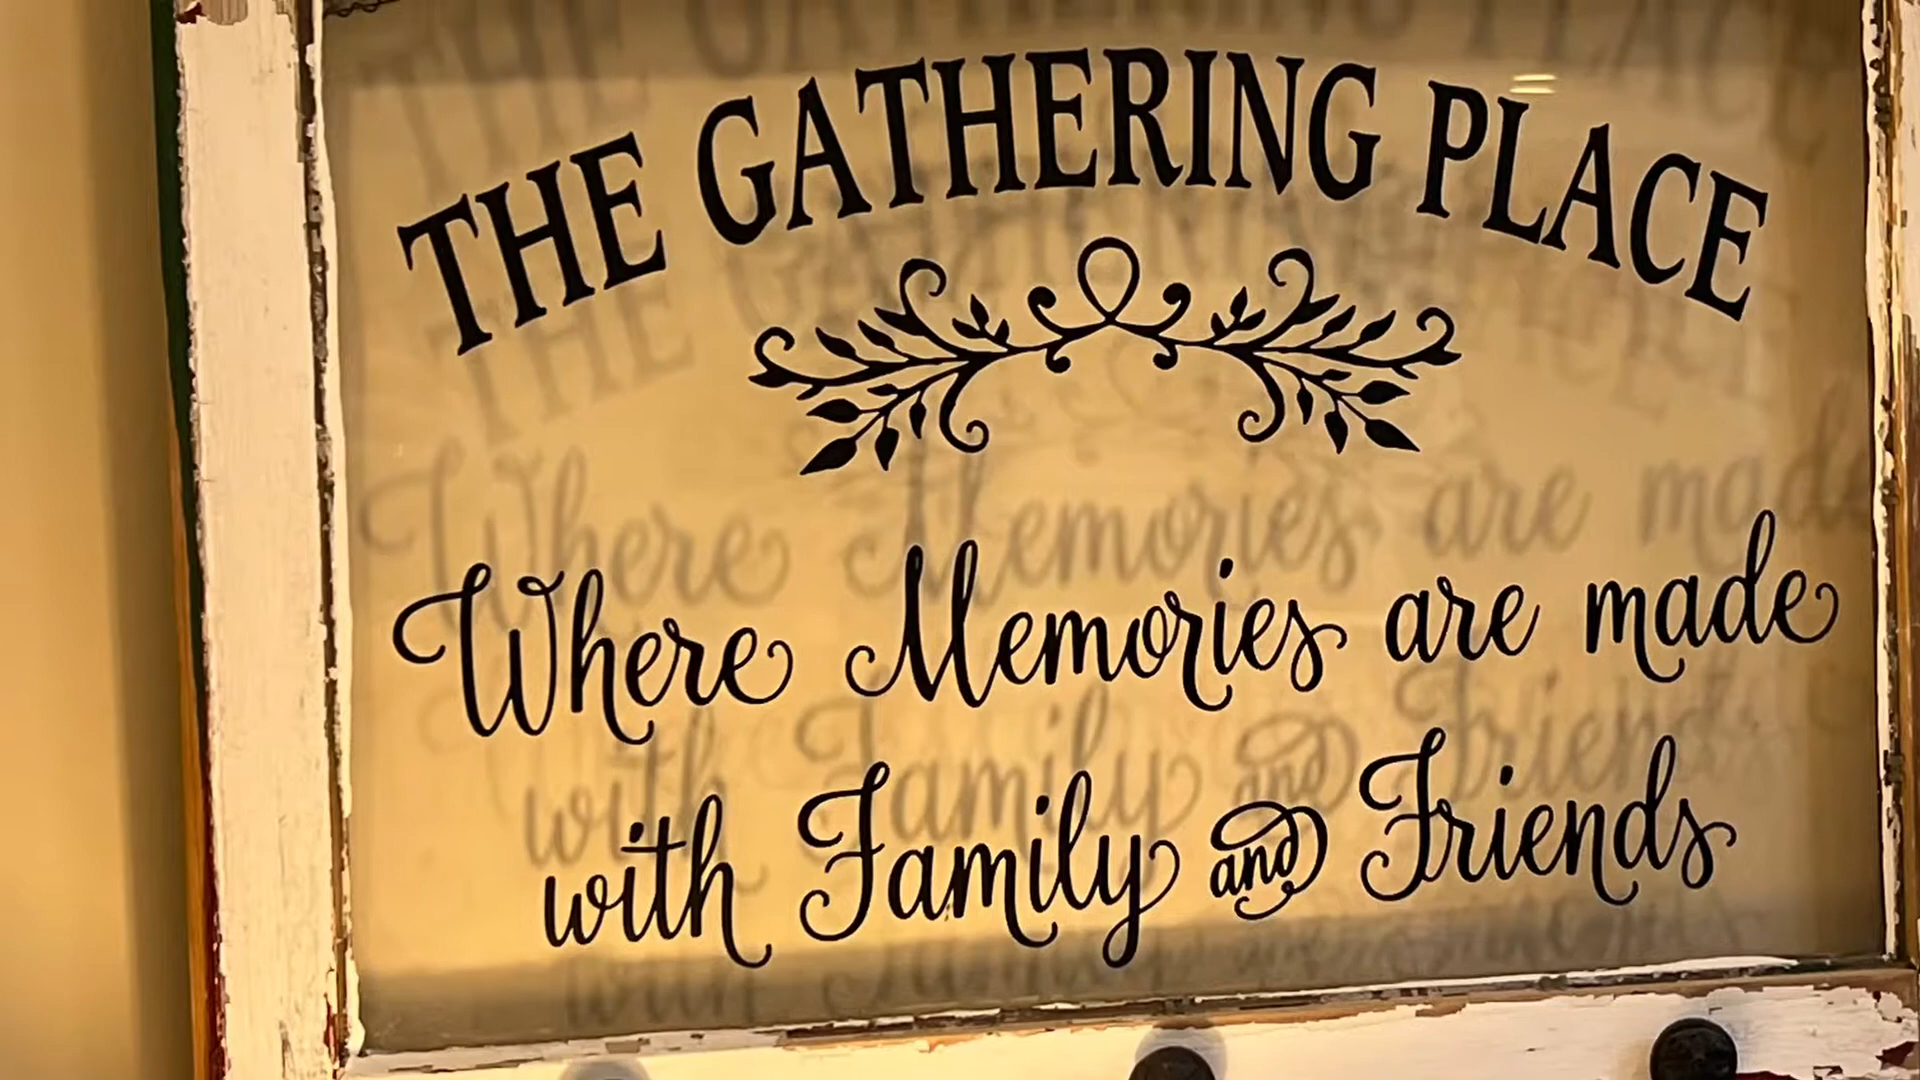 THE GATHERING PLACE
Where Memories are made
with Family and Friends